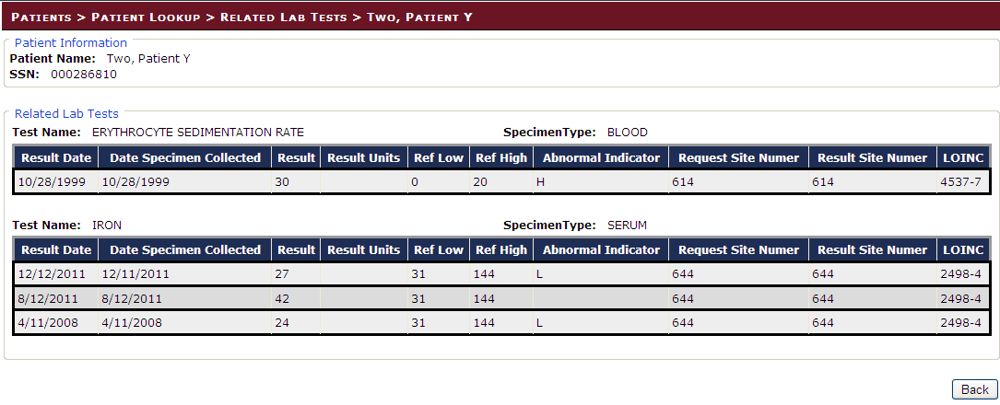 PATIENTS > PATIENT LOOKUP > RELATED LAB TESTS > TWO, PATIENT Y
Patient Information
Patient Name: Two, Patient Y
SSN: 000286810
Related Lab Tests
Test Name: ERYTHROCYTE SEDIMENTATION RATE SpecimenType: BLOOD
Result Date Date Specimen Collected Result Result Units Ref Low Ref High Abnormal Indicator Request Site Numer Result Site Numer LOINC
10/28/1999 10/28/1999 30 0 20 H 614 614 4537-7
Test Name: IRON SpecimenType: SERUM
Result Date Date Specimen Collected Result Result Units Ref Low Ref High Abnormal Indicator Request Site Numer Result Site Numer LOINC
12/12/2011 12/11/2011 27 31 144 L 644 644 2498-4
8/12/2011 8/12/2011 42 31 144 644 644 2498-4
4/11/2008 4/11/2008 24 31 144 L 644 644 2498-4
Back